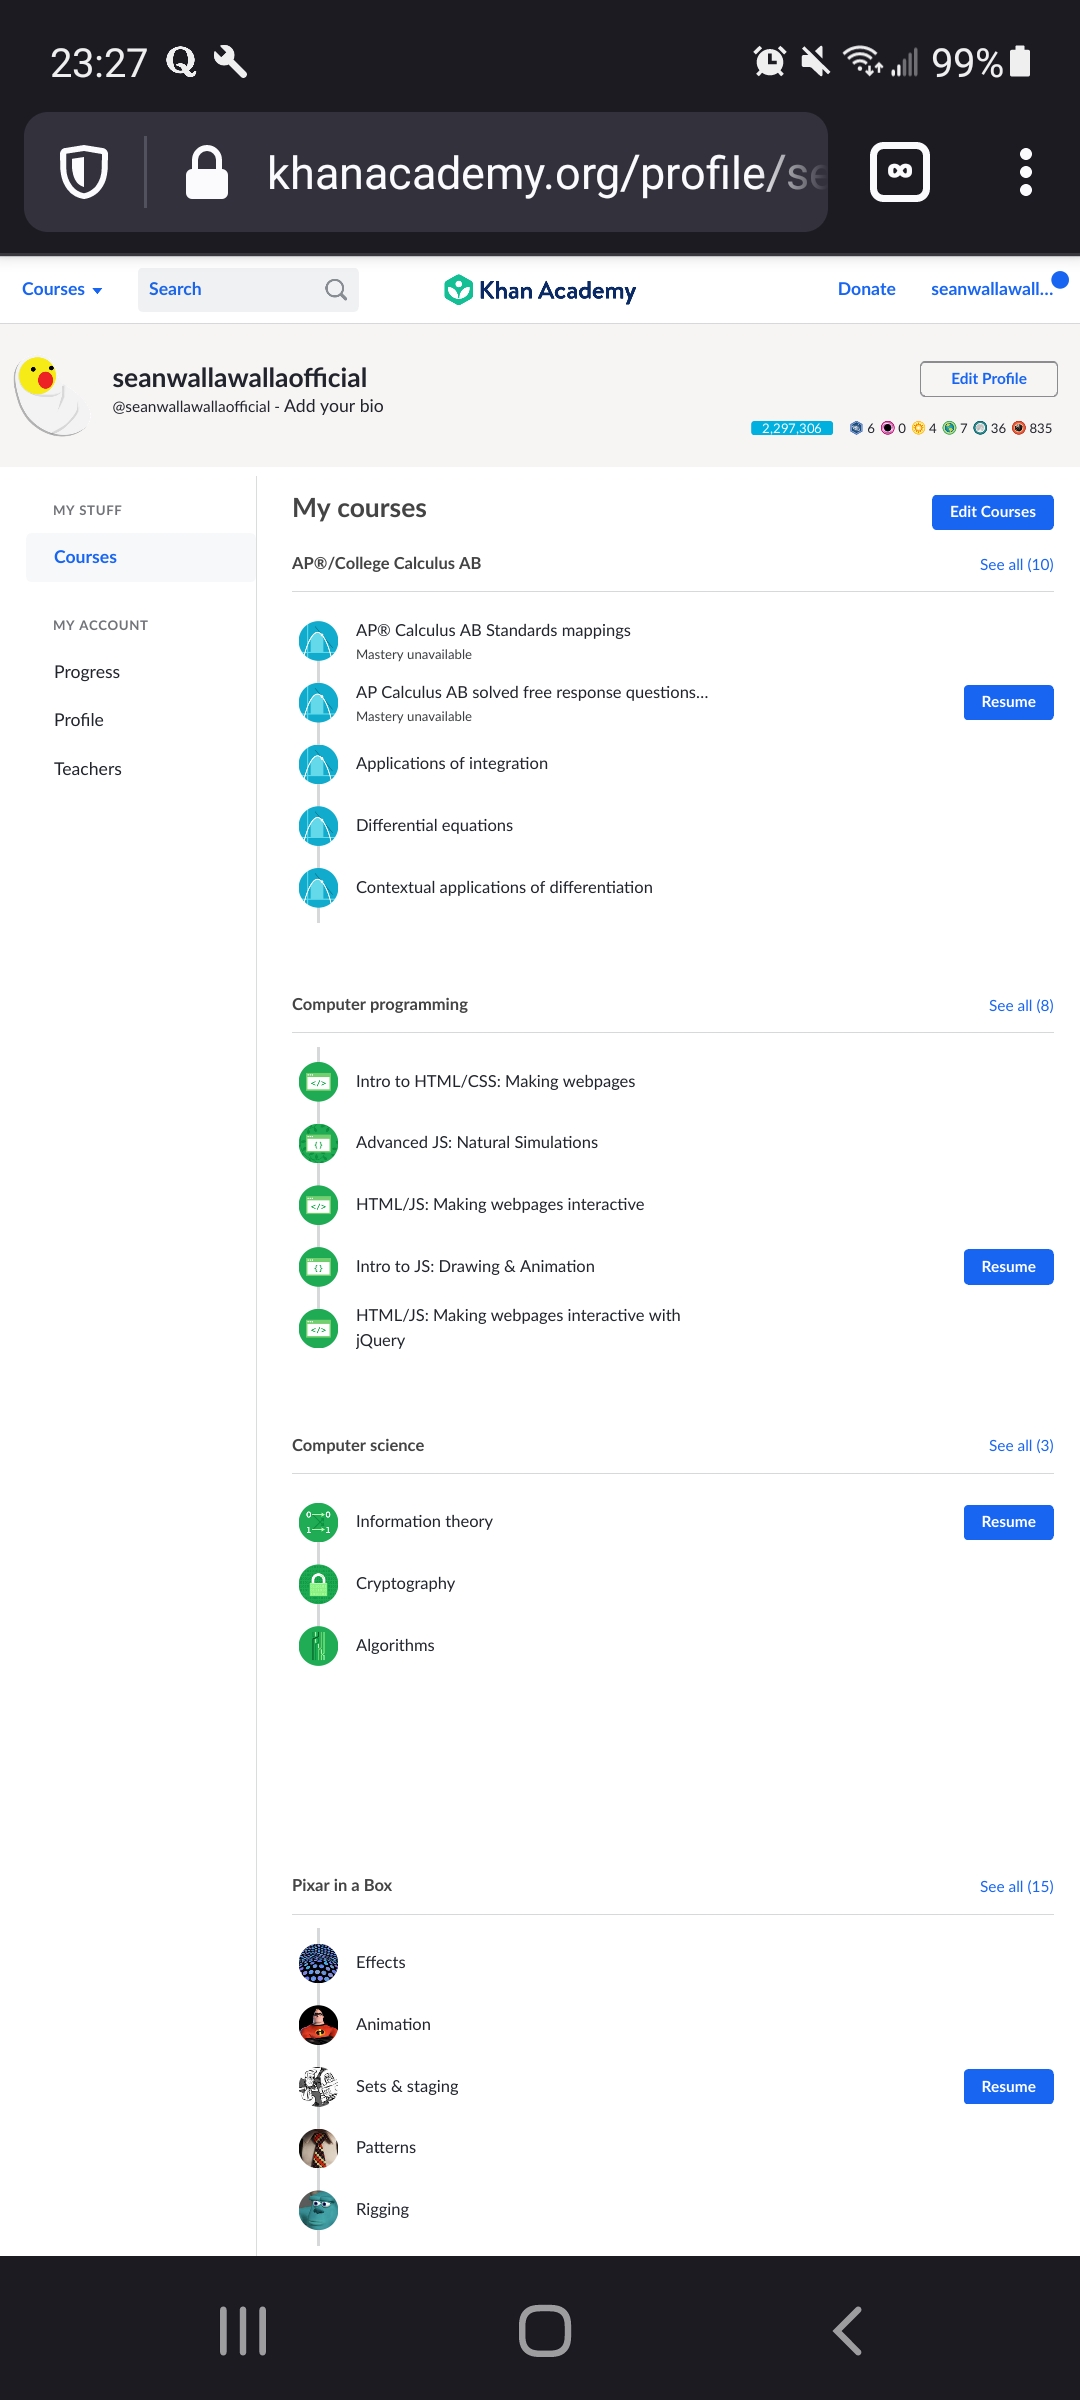 23:27
99%
khanacademy.org/profile/se
∞
Courses
Search
Khan Academy
Donate
seanwallawall...
seanwallawallaofficial
@seanwallawallaofficial - Add your bio
Edit Profile
2,297,306 6 0 4 7 36 835
MY STUFF
Courses
MY ACCOUNT
Progress
Profile
Teachers
My courses
Edit Courses
AP®/College Calculus AB
See all (10)
AP® Calculus AB Standards mappings
Mastery unavailable
AP Calculus AB solved free response questions...
Mastery unavailable
Resume
Applications of integration
Differential equations
Contextual applications of differentiation
Computer programming
See all (8)
Intro to HTML/CSS: Making webpages
Advanced JS: Natural Simulations
HTML/JS: Making webpages interactive
Intro to JS: Drawing & Animation
Resume
HTML/JS: Making webpages interactive with
jQuery
Computer science
See all (3)
Information theory
Resume
Cryptography
Algorithms
Pixar in a Box
See all (15)
Effects
Animation
Sets & staging
Resume
Patterns
Rigging